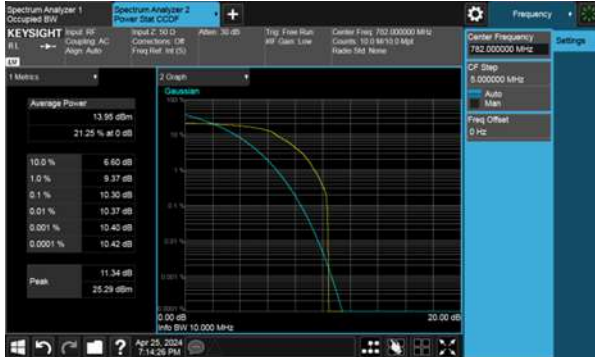 Spectrum Analyzer 1
Occupied BW
Spectrum Analyzer 2
Power Stat CCDF
+
Frequency
KEYSIGHT
Input: RF
Coupling: AC
Align: Auto
Input Z: 50 Ω
Corrections: Off
Freq Ref: Int (S)
Atten: 30 dB
Trig: Free Run
IF Gain: Low
Center Freq: 782.000000 MHz
Counts: 10.0 M/10.0 Mpt
Radio Std: None
RL
Center Frequency
782.000000 MHz
Settings
CF Step
5.000000 MHz
Auto
Man
Freq Offset
0 Hz
1 Metrics
2 Graph
Gaussian
Average Power
13.95 dBm
21.25 % at 0 dB
10.0 % 6.60 dB
1.0 % 9.37 dB
0.1 % 10.30 dB
0.01 % 10.37 dB
0.001 % 10.40 dB
0.0001 % 10.42 dB
Peak
11.34 dB
25.29 dBm
100 %
10 %
1 %
0.1 %
0.01 %
0.001 %
0.0001 %
0.00 dB
20.00 dB
Info BW 10.000 MHz
?
Apr 25, 2024
7:14:26 PM